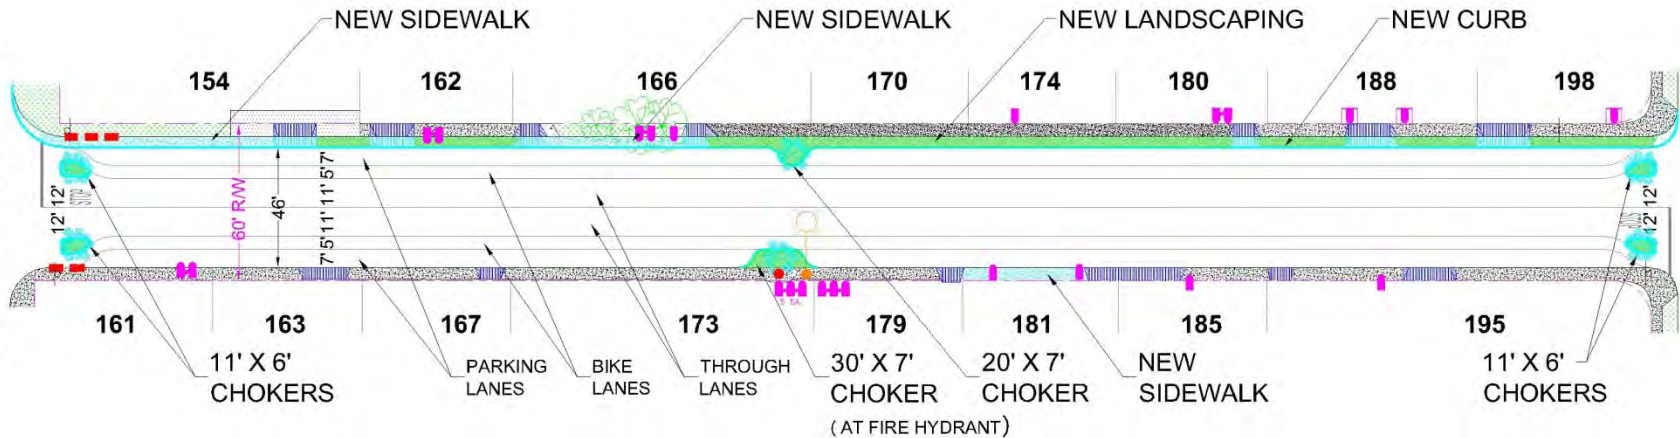 NEW SIDEWALK
NEW SIDEWALK
NEW LANDSCAPING
NEW CURB
154
162
166
170
174
180
188
198
12' 12'
STOP
60' R/W
46'
7' 5' 11' 11' 11' 5' 7'
12' 12'
161
163
167
173
179
181
185
195
11' X 6'
CHOKERS
PARKING
LANES
BIKE
LANES
THROUGH
LANES
30' X 7'
CHOKER
(AT FIRE HYDRANT)
20' X 7'
CHOKER
NEW
SIDEWALK
11' X 6'
CHOKERS